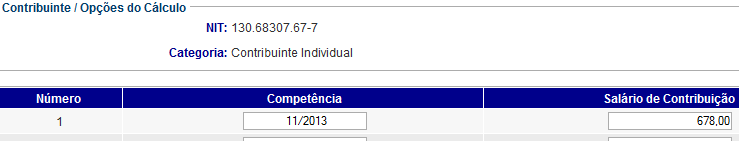 Contribuinte / Opções do Cálculo
NIT: 130.68307.67-7
Categoria: Contribuinte Individual
Número Competência Salário de Contribuição
1 11/2013 678,00